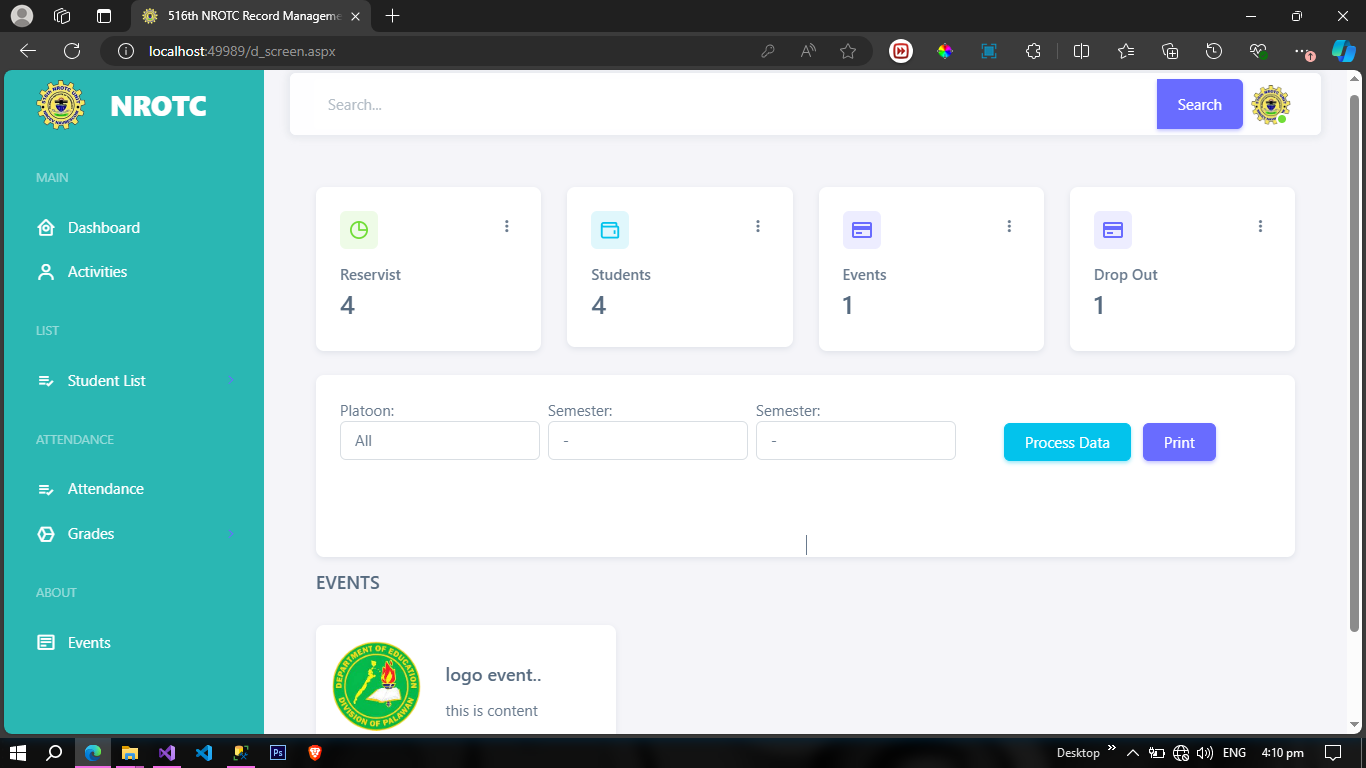 516th NROTC Record Manageme
localhost:49989/d_screen.aspx
NROTC
Search...
Search
MAIN
Dashboard
Activities
LIST
Student List
ATTENDANCE
Attendance
Grades
ABOUT
Events
Reservist
4
Students
4
Events
1
Drop Out
1
Platoon:
Semester:
Semester:
All
-
-
Process Data
Print
EVENTS
DEPARTMENT OF EDUCATION
DIVISION OF PALAWAN
logo event..
this is content
Desktop
ENG
4:10 pm
Ps